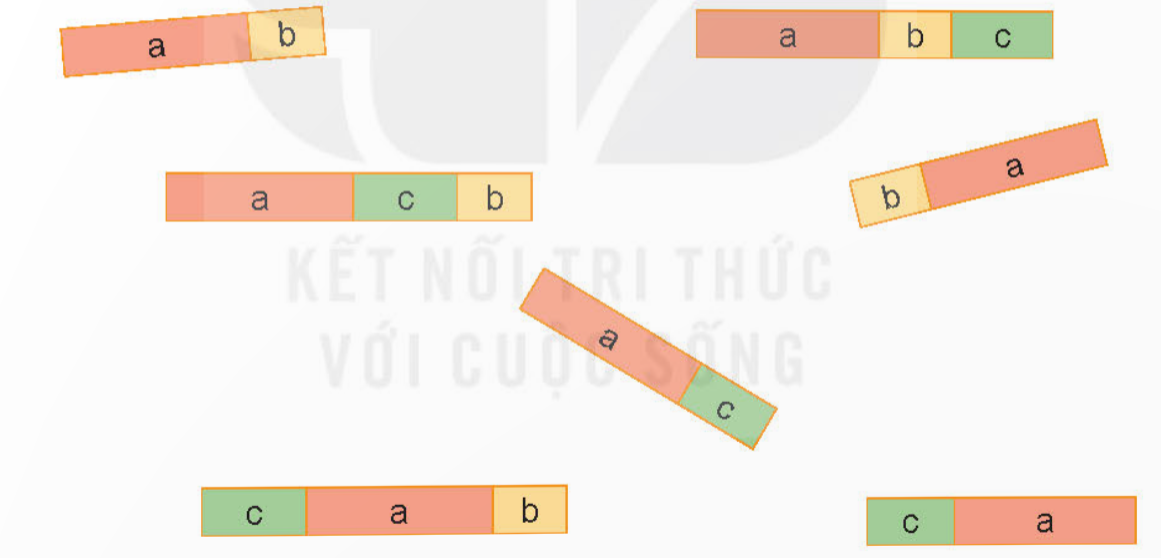 a b
a b c
b a
a c b
KẾT NỐI TRI THỨC
VỚI CUỘC SỐNG
a c
c a b
c a